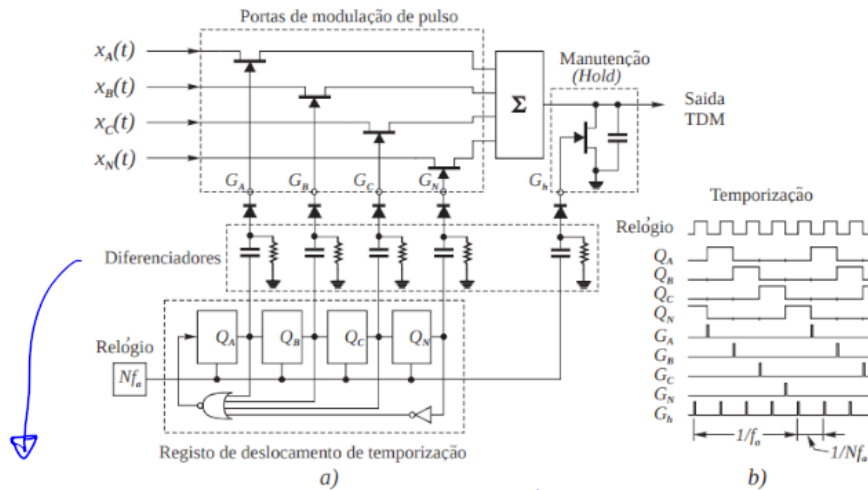 Portas de modulação de pulso
x_A(t)
x_B(t)
x_C(t)
x_N(t)
Σ
Manutenção
(Hold)
Saida
TDM
G_A G_B G_C G_N G_h
Diferenciadores
Relógio
Nf_a
Q_A Q_B Q_C Q_N
Registo de deslocamento de temporização
a)
Temporização
Relógio
Q_A
Q_B
Q_C
Q_N
G_A
G_B
G_C
G_N
G_h
1/f_a
1/Nf_a
b)